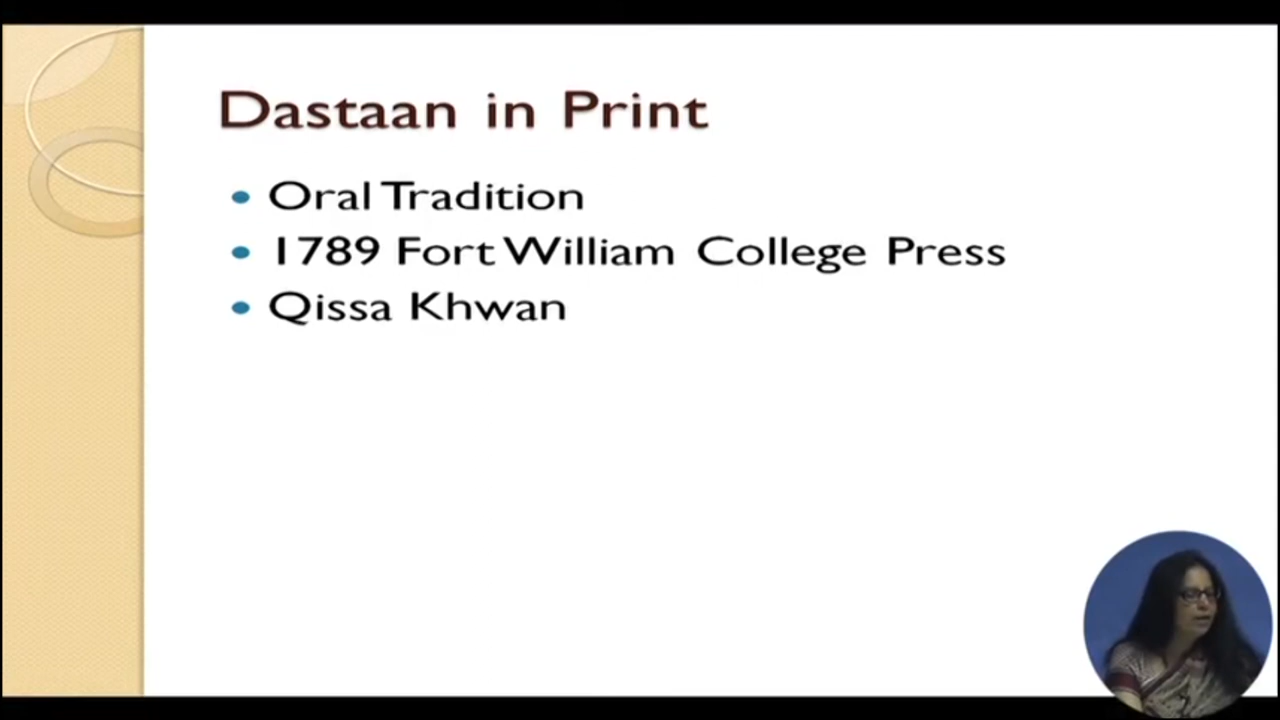 Dastaan in Print
• Oral Tradition
• 1789 Fort William College Press
• Qissa Khwan